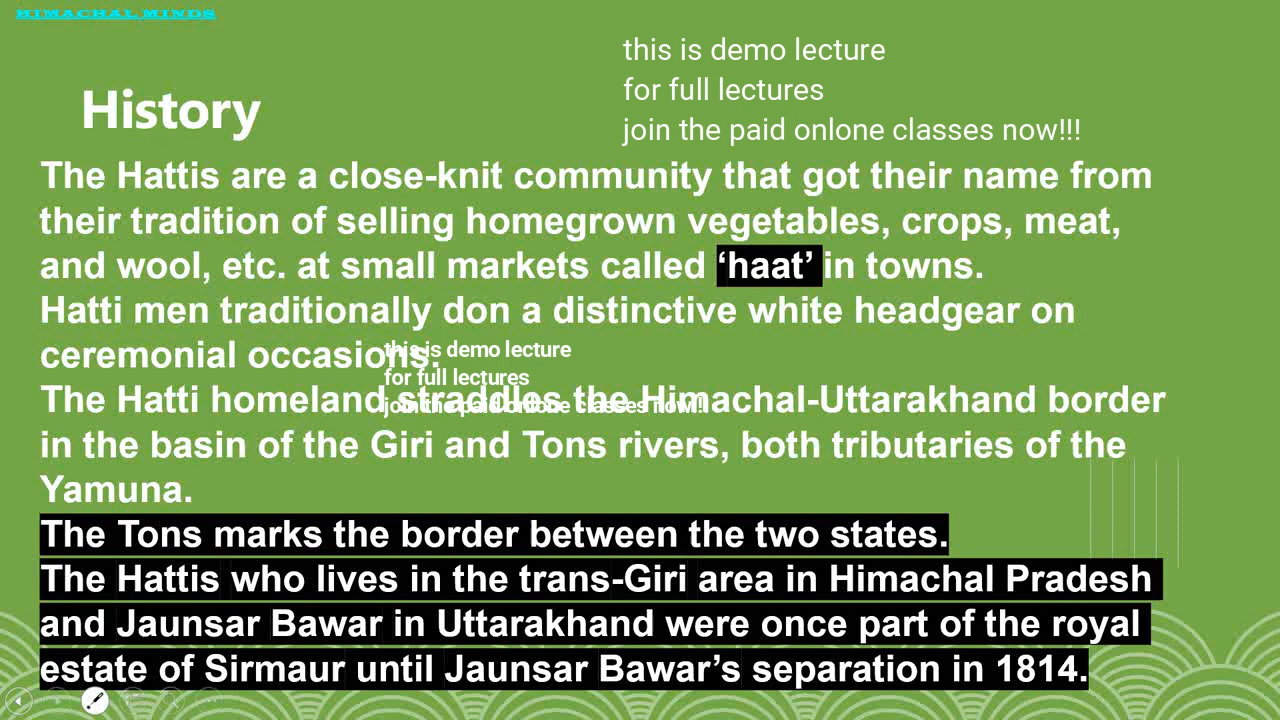 HIMACHAL MINDS
this is demo lecture
for full lectures
join the paid onlone classes now!!!
History
The Hattis are a close-knit community that got their name from
their tradition of selling homegrown vegetables, crops, meat,
and wool, etc. at small markets called ‘haat’ in towns.
Hatti men traditionally don a distinctive white headgear on
ceremonial occasions.
this is demo lecture
for full lectures
join the paid onlone classes now!!
The Hatti homeland straddles the Himachal-Uttarakhand border
in the basin of the Giri and Tons rivers, both tributaries of the
Yamuna.
The Tons marks the border between the two states.
The Hattis who lives in the trans-Giri area in Himachal Pradesh
and Jaunsar Bawar in Uttarakhand were once part of the royal
estate of Sirmaur until Jaunsar Bawar’s separation in 1814.